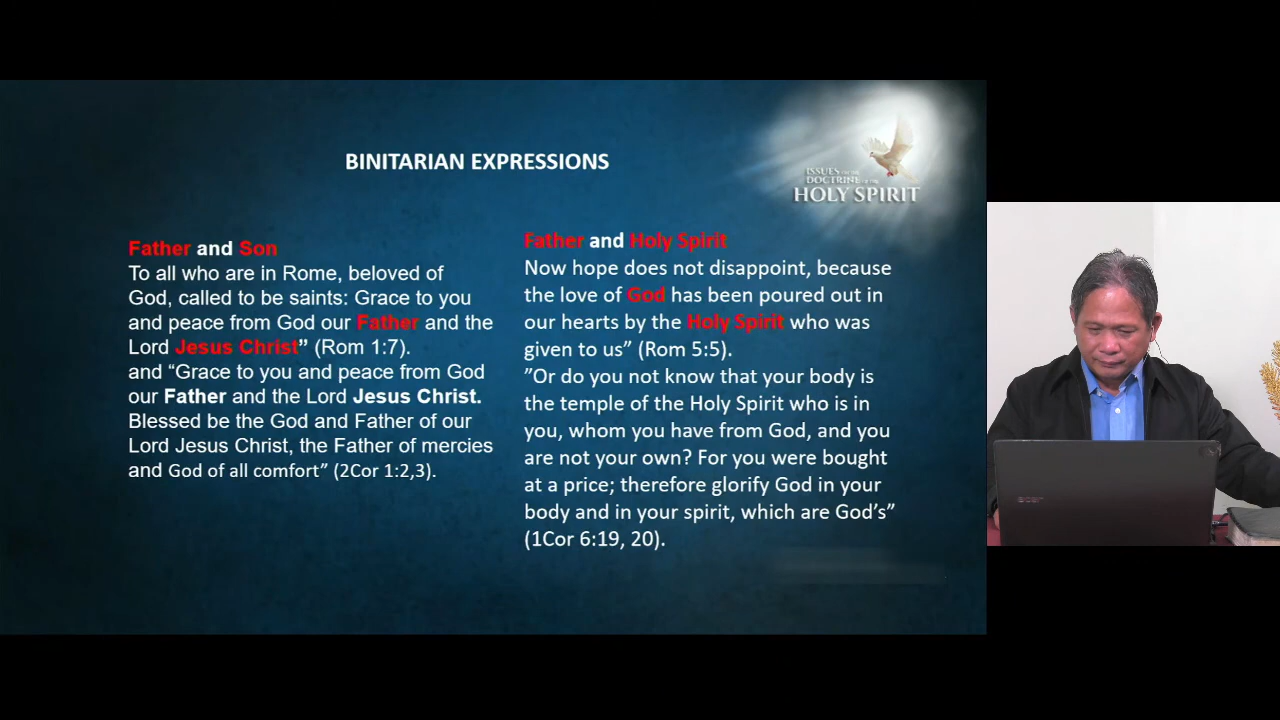 BINITARIAN EXPRESSIONS
ISSUES ON THE
DOCTRINE OF THE
HOLY SPIRIT
Father and Son
To all who are in Rome, beloved of
God, called to be saints: Grace to you
and peace from God our Father and the
Lord Jesus Christ” (Rom 1:7).
and “Grace to you and peace from God
our Father and the Lord Jesus Christ.
Blessed be the God and Father of our
Lord Jesus Christ, the Father of mercies
and God of all comfort” (2Cor 1:2,3).
Father and Holy Spirit
Now hope does not disappoint, because
the love of God has been poured out in
our hearts by the Holy Spirit who was
given to us” (Rom 5:5).
”Or do you not know that your body is
the temple of the Holy Spirit who is in
you, whom you have from God, and you
are not your own? For you were bought
at a price; therefore glorify God in your
body and in your spirit, which are God’s”
(1Cor 6:19, 20).
acer